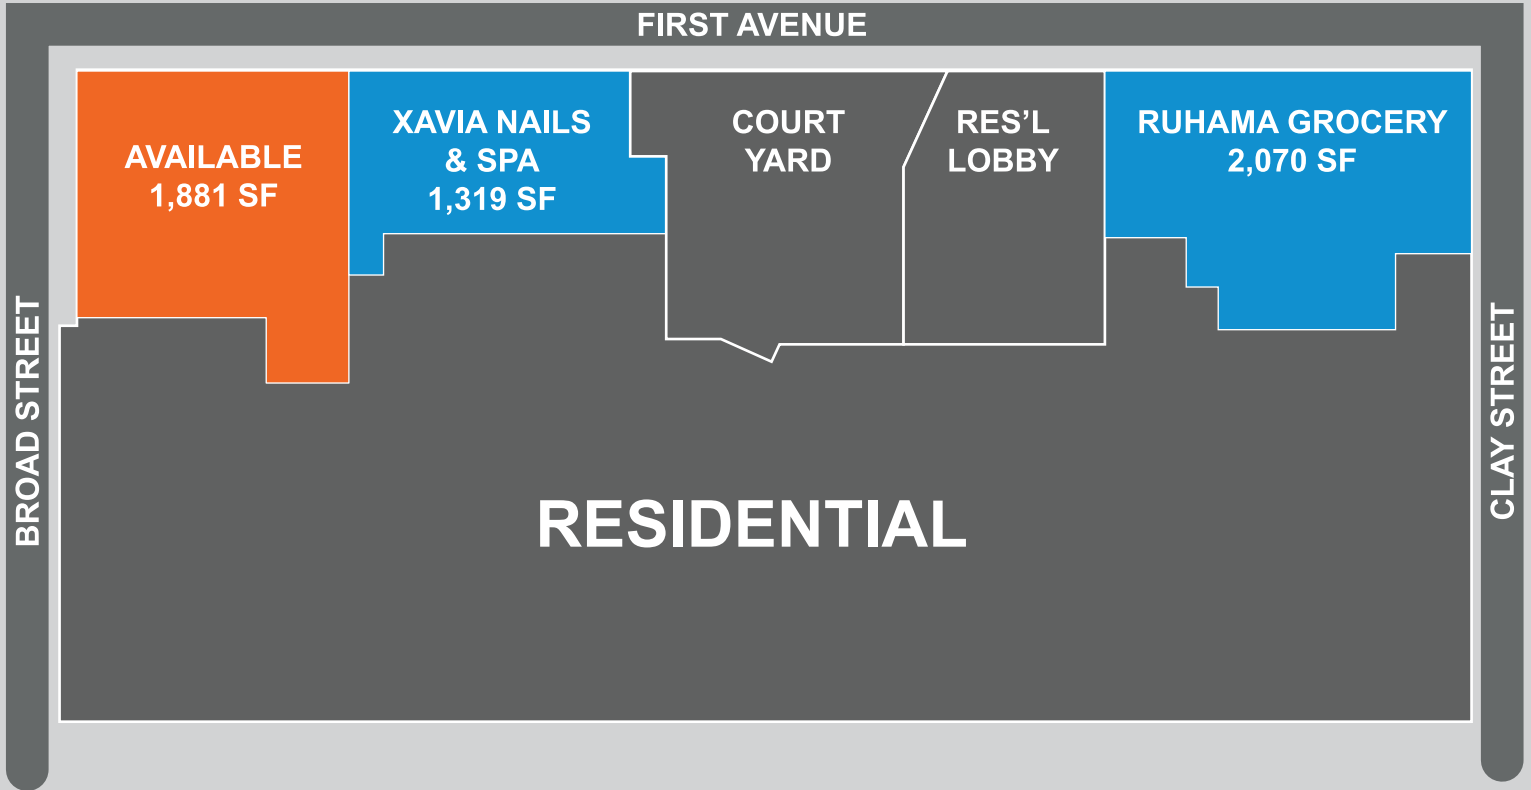 FIRST AVENUE
AVAILABLE
1,881 SF
XAVIA NAILS
& SPA
1,319 SF
COURT
YARD
RES’L
LOBBY
RUHAMA GROCERY
2,070 SF
BROAD STREET
CLAY STREET
RESIDENTIAL